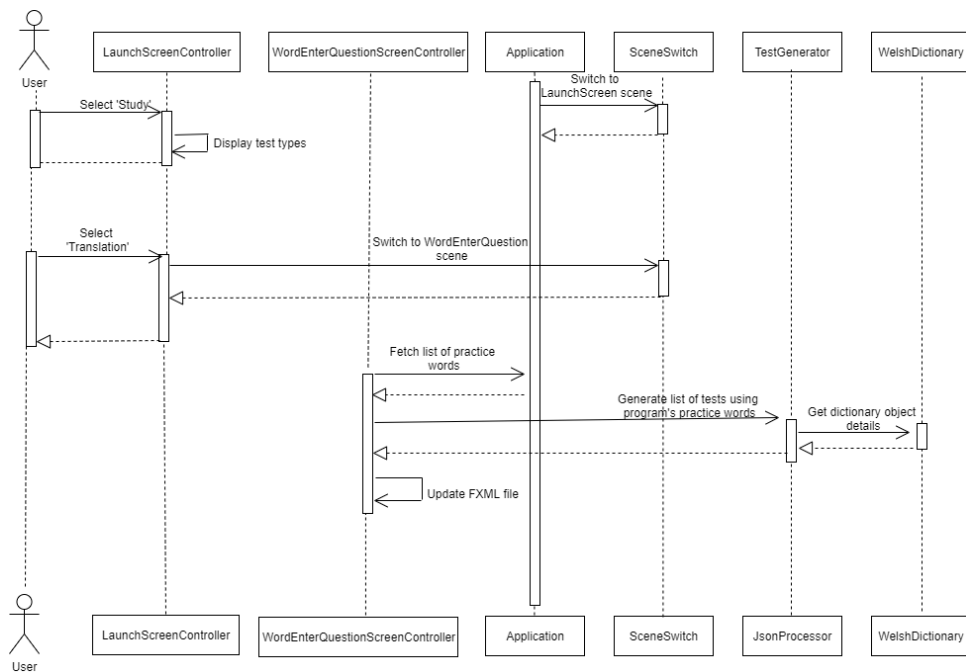 User
LaunchScreenController
WordEnterQuestionScreenController
Application
SceneSwitch
TestGenerator
WelshDictionary
Switch to
LaunchScreen scene
Select 'Study'
Display test types
Select
'Translation'
Switch to WordEnterQuestion
scene
Fetch list of practice
words
Generate list of tests using
program's practice words
Get dictionary object
details
Update FXML file
User
LaunchScreenController
WordEnterQuestionScreenController
Application
SceneSwitch
JsonProcessor
WelshDictionary